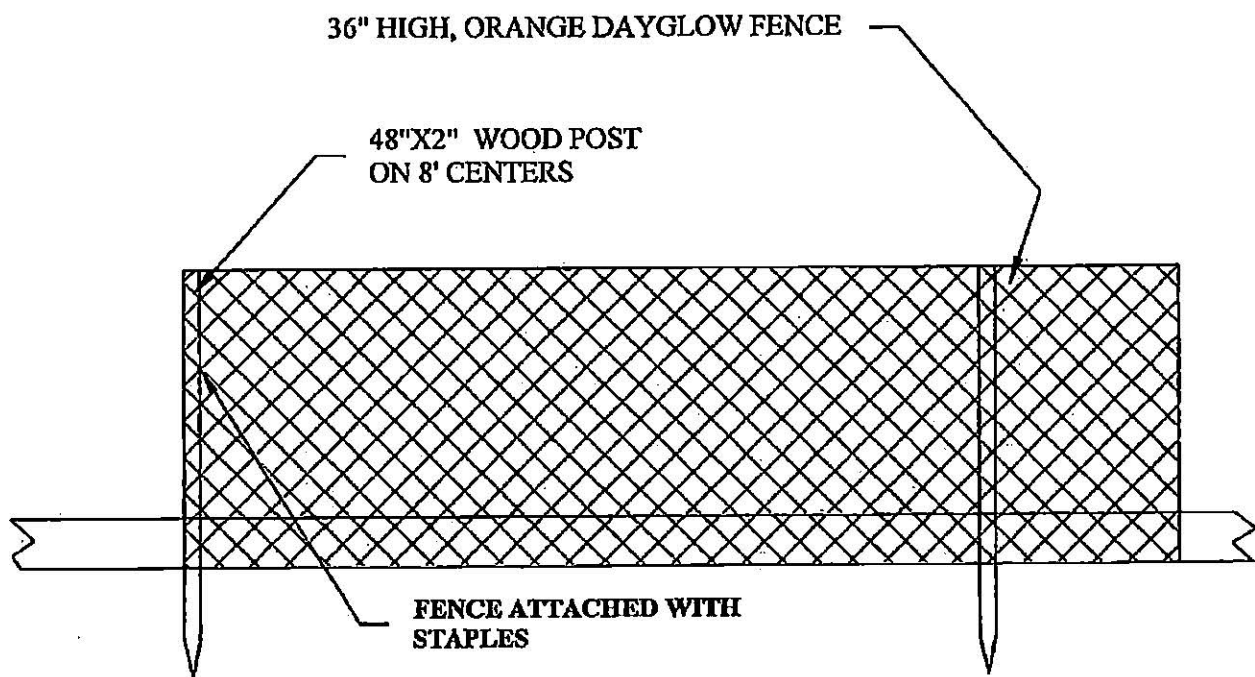 36" HIGH, ORANGE DAYGLOW FENCE
48"X2" WOOD POST
ON 8' CENTERS
FENCE ATTACHED WITH
STAPLES